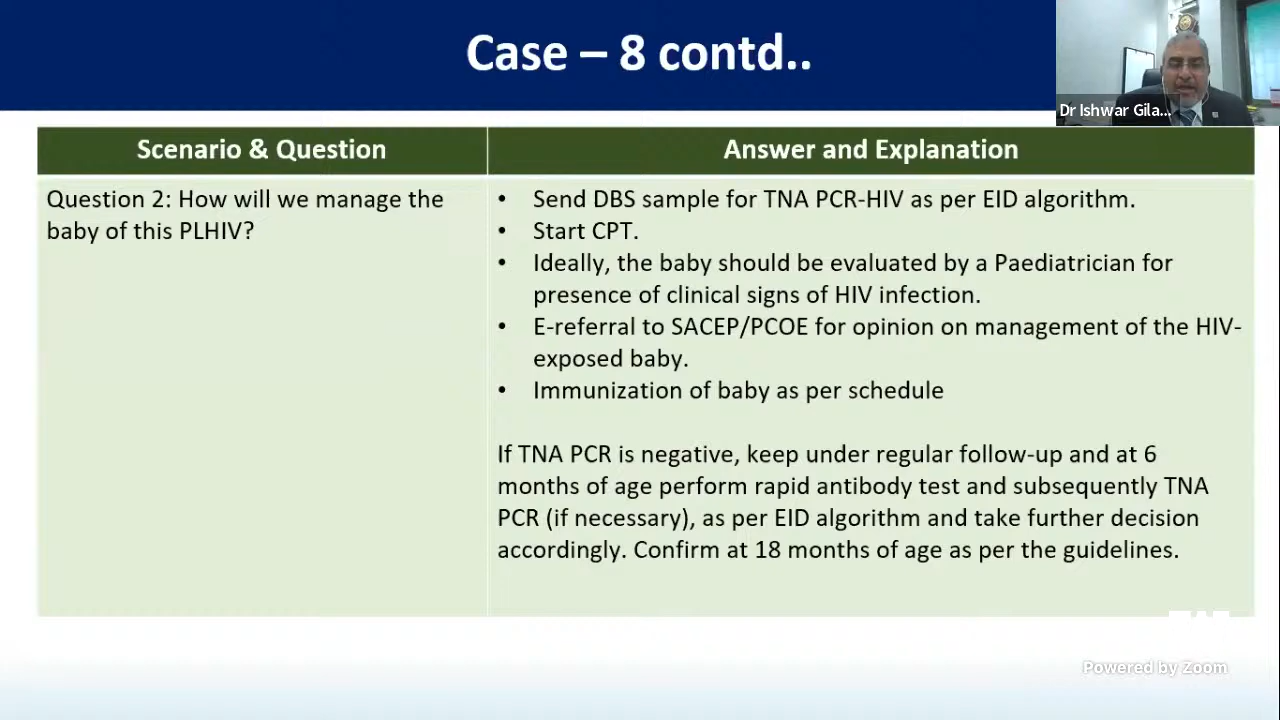 Case – 8 contd..
Dr Ishwar Gila...
Scenario & Question
Answer and Explanation
Question 2: How will we manage the
baby of this PLHIV?
• Send DBS sample for TNA PCR-HIV as per EID algorithm.
• Start CPT.
• Ideally, the baby should be evaluated by a Paediatrician for
presence of clinical signs of HIV infection.
• E-referral to SACEP/PCOE for opinion on management of the HIV-
exposed baby.
• Immunization of baby as per schedule
If TNA PCR is negative, keep under regular follow-up and at 6
months of age perform rapid antibody test and subsequently TNA
PCR (if necessary), as per EID algorithm and take further decision
accordingly. Confirm at 18 months of age as per the guidelines.
Powered by Zoom